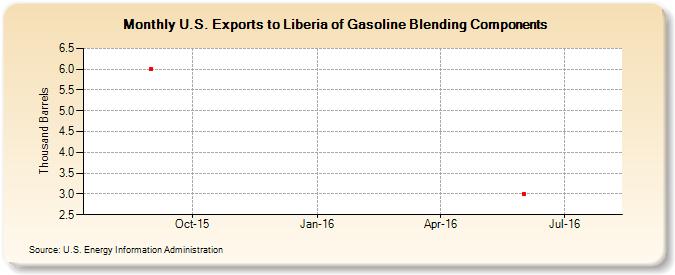 Monthly U.S. Exports to Liberia of Gasoline Blending Components
Thousand Barrels
6.5
6.0
5.5
5.0
4.5
4.0
3.5
3.0
2.5
Oct-15 Jan-16 Apr-16 Jul-16
Source: U.S. Energy Information Administration